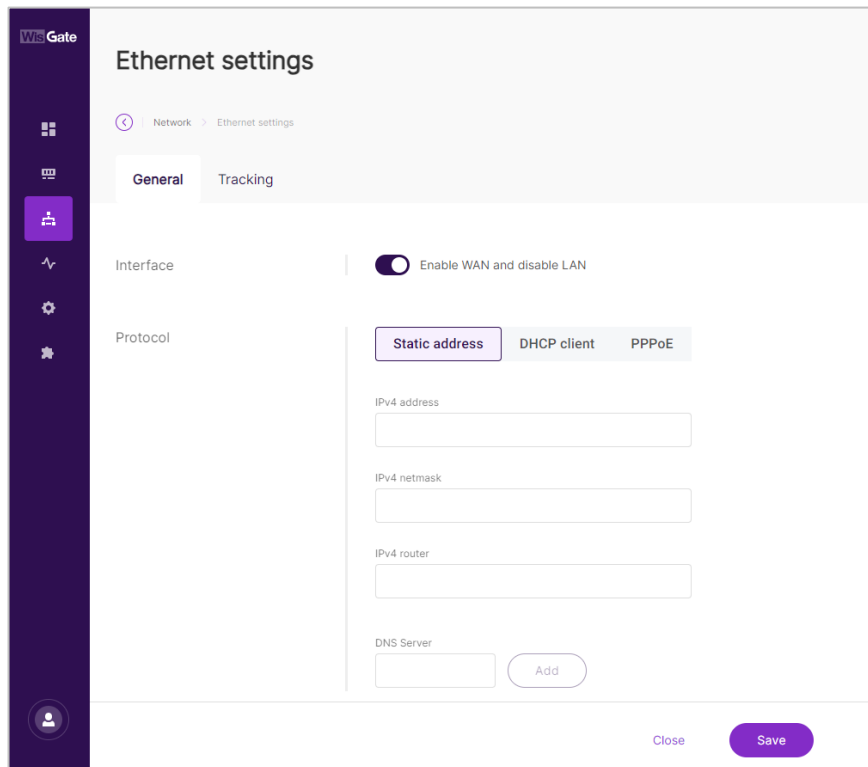 WisGate
Ethernet settings
Network > Ethernet settings
General Tracking
Interface Enable WAN and disable LAN
Protocol Static address DHCP client PPPoE
IPv4 address
IPv4 netmask
IPv4 router
DNS Server
Add
Close Save